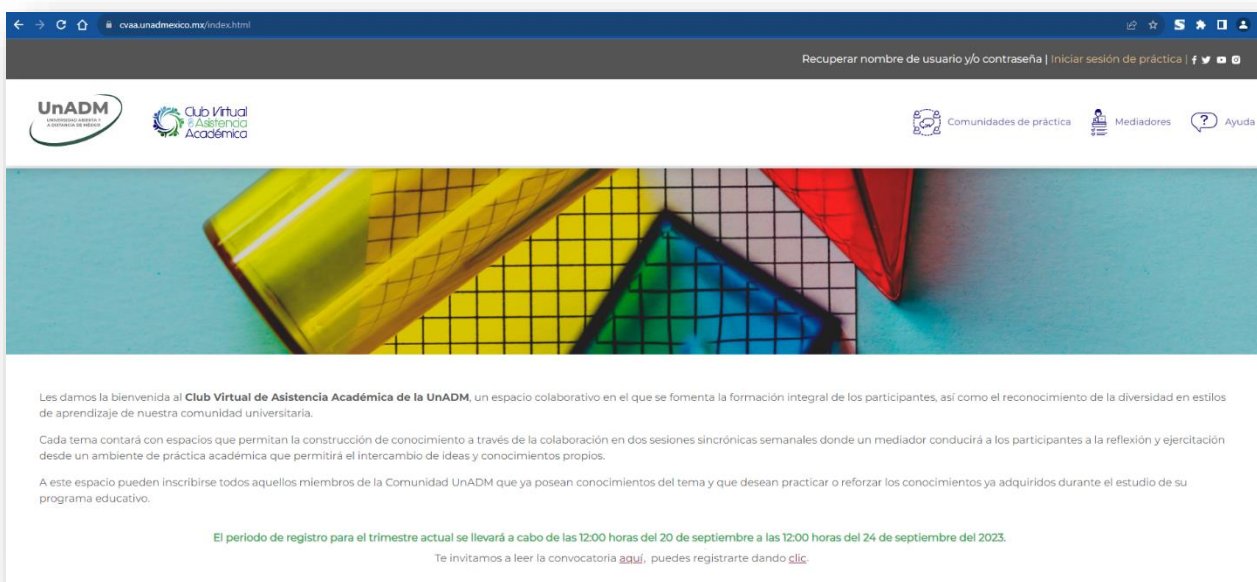 cvaa.unadmexico.mx/index.html
Recuperar nombre de usuario y/o contraseña | Iniciar sesión de práctica |
UnADM
UNIVERSIDAD ABIERTA Y
A DISTANCIA DE MÉXICO
Club Virtual
de Asistencia
Académica
Comunidades de práctica
Mediadores
Ayuda
Les damos la bienvenida al Club Virtual de Asistencia Académica de la UnADM, un espacio colaborativo en el que se fomenta la formación integral de los participantes, así como el reconocimiento de la diversidad en estilos
de aprendizaje de nuestra comunidad universitaria.
Cada tema contará con espacios que permitan la construcción de conocimiento a través de la colaboración en dos sesiones sincrónicas semanales donde un mediador conducirá a los participantes a la reflexión y ejercitación
desde un ambiente de práctica académica que permitirá el intercambio de ideas y conocimientos propios.
A este espacio pueden inscribirse todos aquellos miembros de la Comunidad UnADM que ya posean conocimientos del tema y que desean practicar o reforzar los conocimientos ya adquiridos durante el estudio de su
programa educativo.
El periodo de registro para el trimestre actual se llevará a cabo de las 12:00 horas del 20 de septiembre a las 12:00 horas del 24 de septiembre del 2023.
Te invitamos a leer la convocatoria aquí, puedes registrarte dando clic.